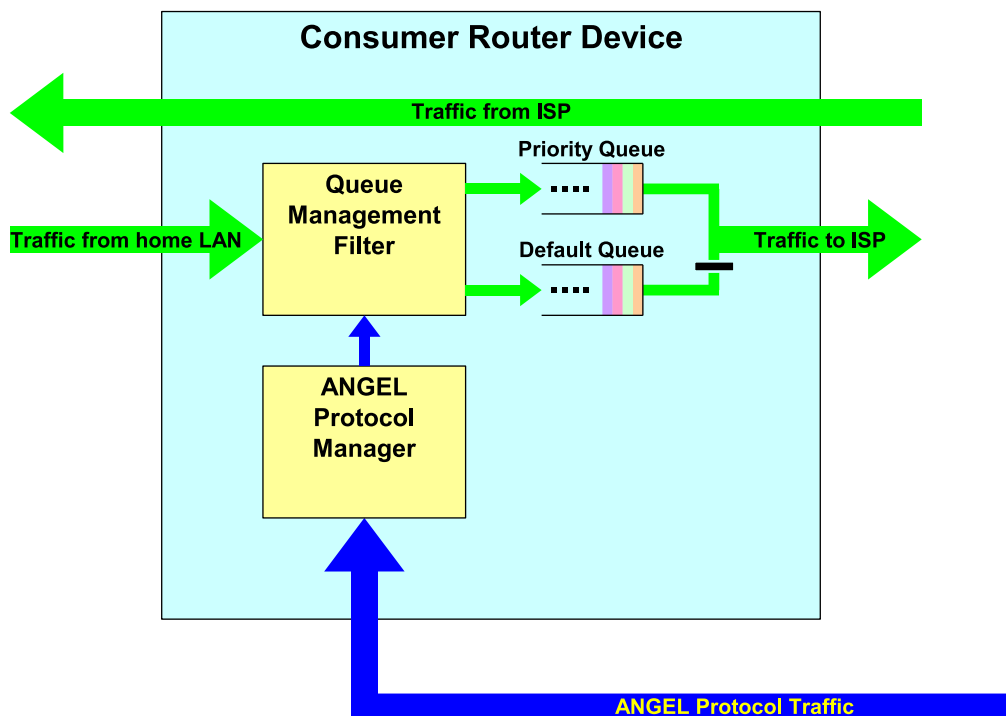 Consumer Router Device
Traffic from ISP
Priority Queue
Queue
Management
Filter
Traffic from home LAN
Traffic to ISP
Default Queue
ANGEL
Protocol
Manager
ANGEL Protocol Traffic